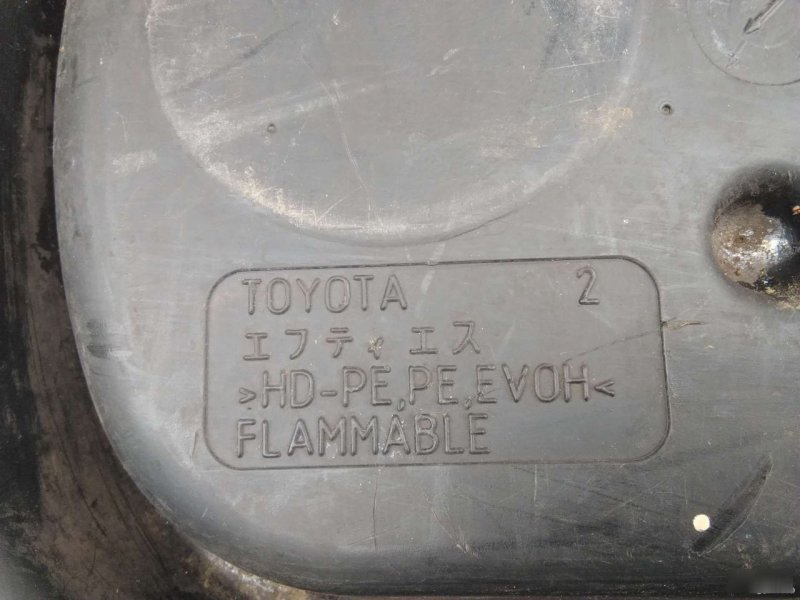 TOYOTA 2
エフティエス
>HD-PE,PE,EVOH<
FLAMMABLE